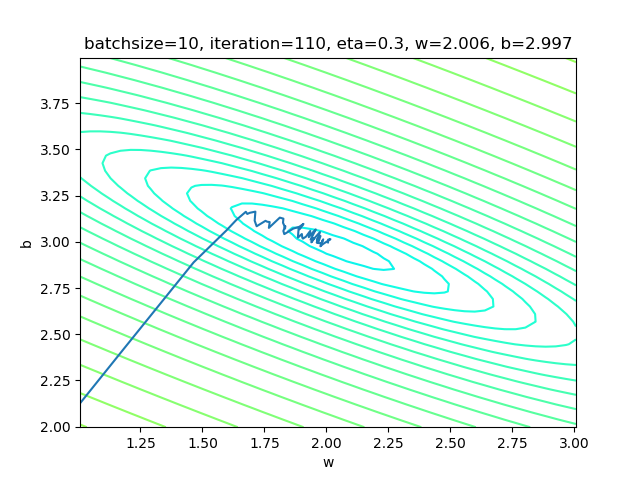 batchsize=10, iteration=110, eta=0.3, w=2.006, b=2.997
3.75
3.50
3.25
3.00
2.75
2.50
2.25
2.00
b
1.25 1.50 1.75 2.00 2.25 2.50 2.75 3.00
w